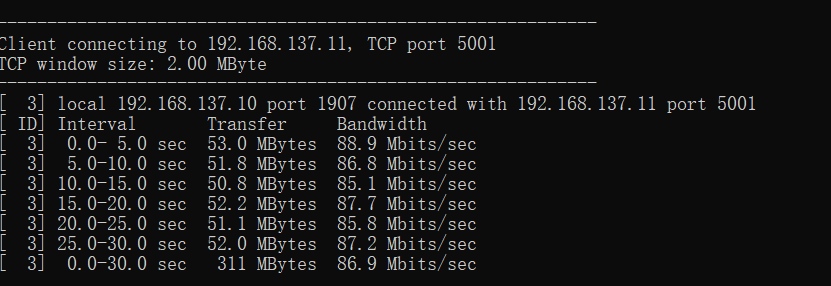 ------------------------------------------------------------
Client connecting to 192.168.137.11, TCP port 5001
TCP window size: 2.00 MByte
------------------------------------------------------------
[  3] local 192.168.137.10 port 1907 connected with 192.168.137.11 port 5001
[ ID] Interval       Transfer     Bandwidth
[  3]  0.0- 5.0 sec  53.0 MBytes  88.9 Mbits/sec
[  3]  5.0-10.0 sec  51.8 MBytes  86.8 Mbits/sec
[  3] 10.0-15.0 sec  50.8 MBytes  85.1 Mbits/sec
[  3] 15.0-20.0 sec  52.2 MBytes  87.7 Mbits/sec
[  3] 20.0-25.0 sec  51.1 MBytes  85.8 Mbits/sec
[  3] 25.0-30.0 sec  52.0 MBytes  87.2 Mbits/sec
[  3]  0.0-30.0 sec   311 MBytes  86.9 Mbits/sec